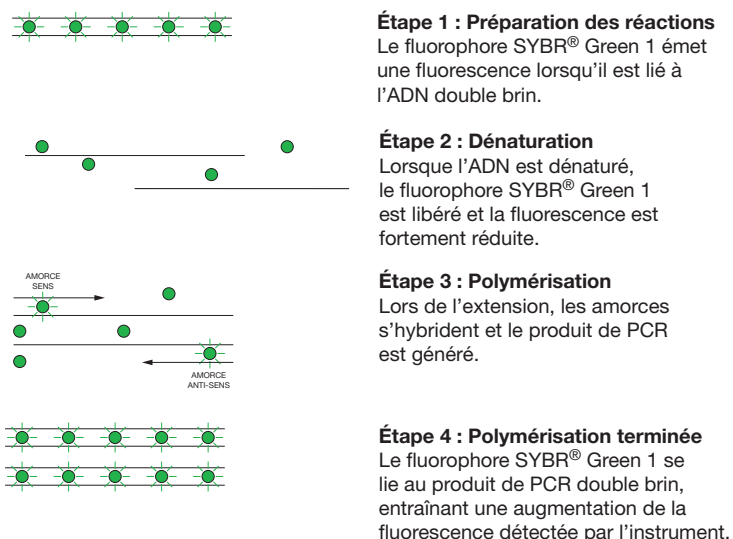 Étape 1 : Préparation des réactions
Le fluorophore SYBR® Green 1 émet
une fluorescence lorsqu'il est lié à
l'ADN double brin.
Étape 2 : Dénaturation
Lorsque l'ADN est dénaturé,
le fluorophore SYBR® Green 1
est libéré et la fluorescence est
fortement réduite.
AMORCE
SENS
Étape 3 : Polymérisation
Lors de l'extension, les amorces
s'hybrident et le produit de PCR
est généré.
AMORCE
ANTI-SENS
Étape 4 : Polymérisation terminée
Le fluorophore SYBR® Green 1 se
lie au produit de PCR double brin,
entraînant une augmentation de la
fluorescence détectée par l'instrument.